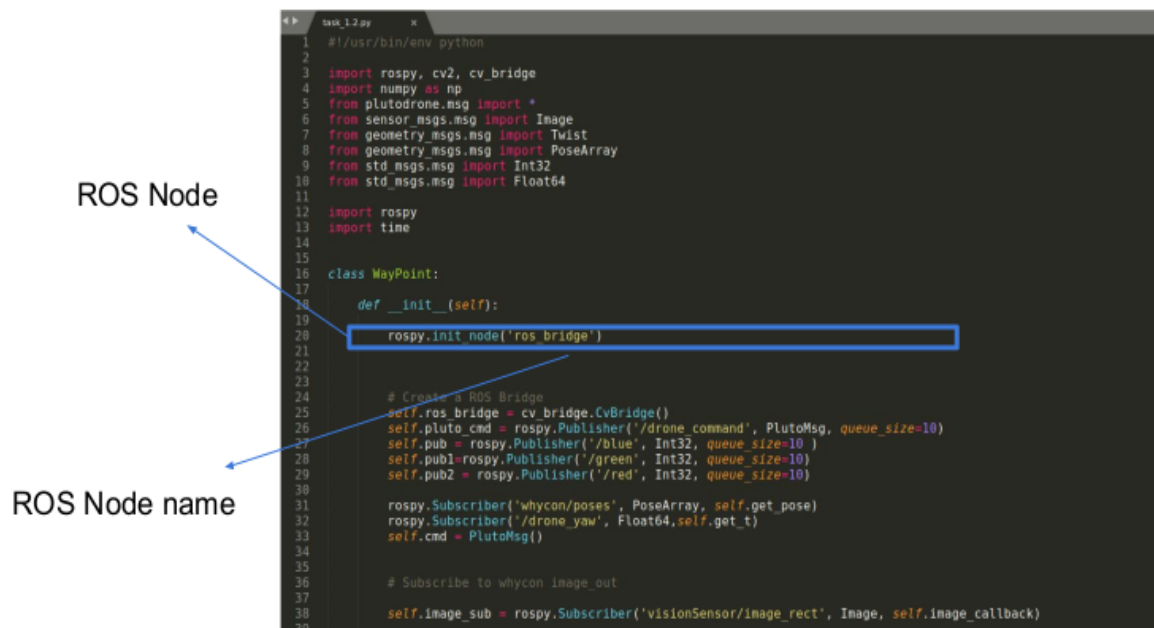 ROS Node
ROS Node name
task_1.2.py x
1 #!/usr/bin/env python
2
3 import rospy, cv2, cv_bridge
4 import numpy as np
5 from plutodrone.msg import *
6 from sensor_msgs.msg import Image
7 from geometry_msgs.msg import Twist
8 from geometry_msgs.msg import PoseArray
9 from std_msgs.msg import Int32
10 from std_msgs.msg import Float64
11
12 import rospy
13 import time
14
15
16 class WayPoint:
17
18     def __init__(self):
19
20         rospy.init_node('ros_bridge')
21
22
23
24         # Create a ROS Bridge
25         self.ros_bridge = cv_bridge.CvBridge()
26         self.pluto_cmd = rospy.Publisher('/drone_command', PlutoMsg, queue_size=10)
27         self.pub = rospy.Publisher('/blue', Int32, queue_size=10 )
28         self.pub1=rospy.Publisher('/green', Int32, queue_size=10)
29         self.pub2 = rospy.Publisher('/red', Int32, queue_size=10)
30
31         rospy.Subscriber('whycon/poses', PoseArray, self.get_pose)
32         rospy.Subscriber('/drone_yaw', Float64,self.get_t)
33         self.cmd = PlutoMsg()
34
35
36         # Subscribe to whycon image_out
37
38         self.image_sub = rospy.Subscriber('visionSensor/image_rect', Image, self.image_callback)